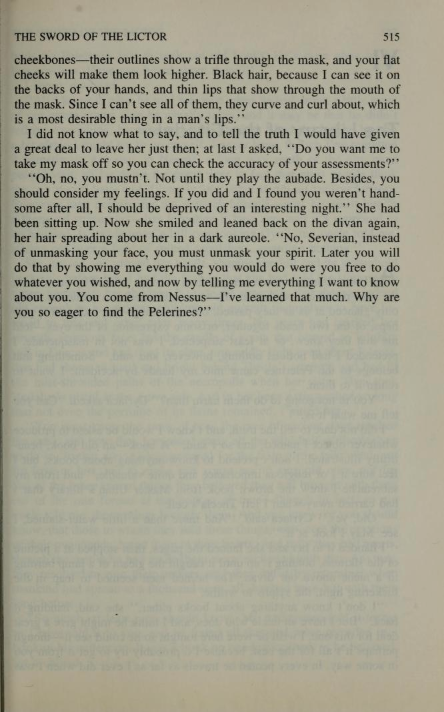 THE SWORD OF THE LICTOR 515
cheekbones—their outlines show a trifle through the mask, and your flat
cheeks will make them look higher. Black hair, because I can see it on
the backs of your hands, and thin lips that show through the mouth of
the mask. Since I can't see all of them, they curve and curl about, which
is a most desirable thing in a man's lips."
I did not know what to say, and to tell the truth I would have given
a great deal to leave her just then; at last I asked, "Do you want me to
take my mask off so you can check the accuracy of your assessments?"
"Oh, no, you mustn't. Not until they play the aubade. Besides, you
should consider my feelings. If you did and I found you weren't hand-
some after all, I should be deprived of an interesting night." She had
been sitting up. Now she smiled and leaned back on the divan again,
her hair spreading about her in a dark aureole. "No, Severian, instead
of unmasking your face, you must unmask your spirit. Later you will
do that by showing me everything you would do were you free to do
whatever you wished, and now by telling me everything I want to know
about you. You come from Nessus—I've learned that much. Why are
you so eager to find the Pelerines?"